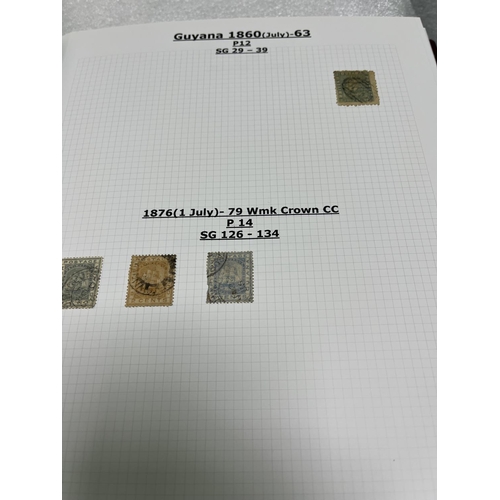 Guyana 1860(July)-63
P12
SG 29 – 39
1876(1 July)- 79 Wmk Crown CC
P 14
SG 126 - 134